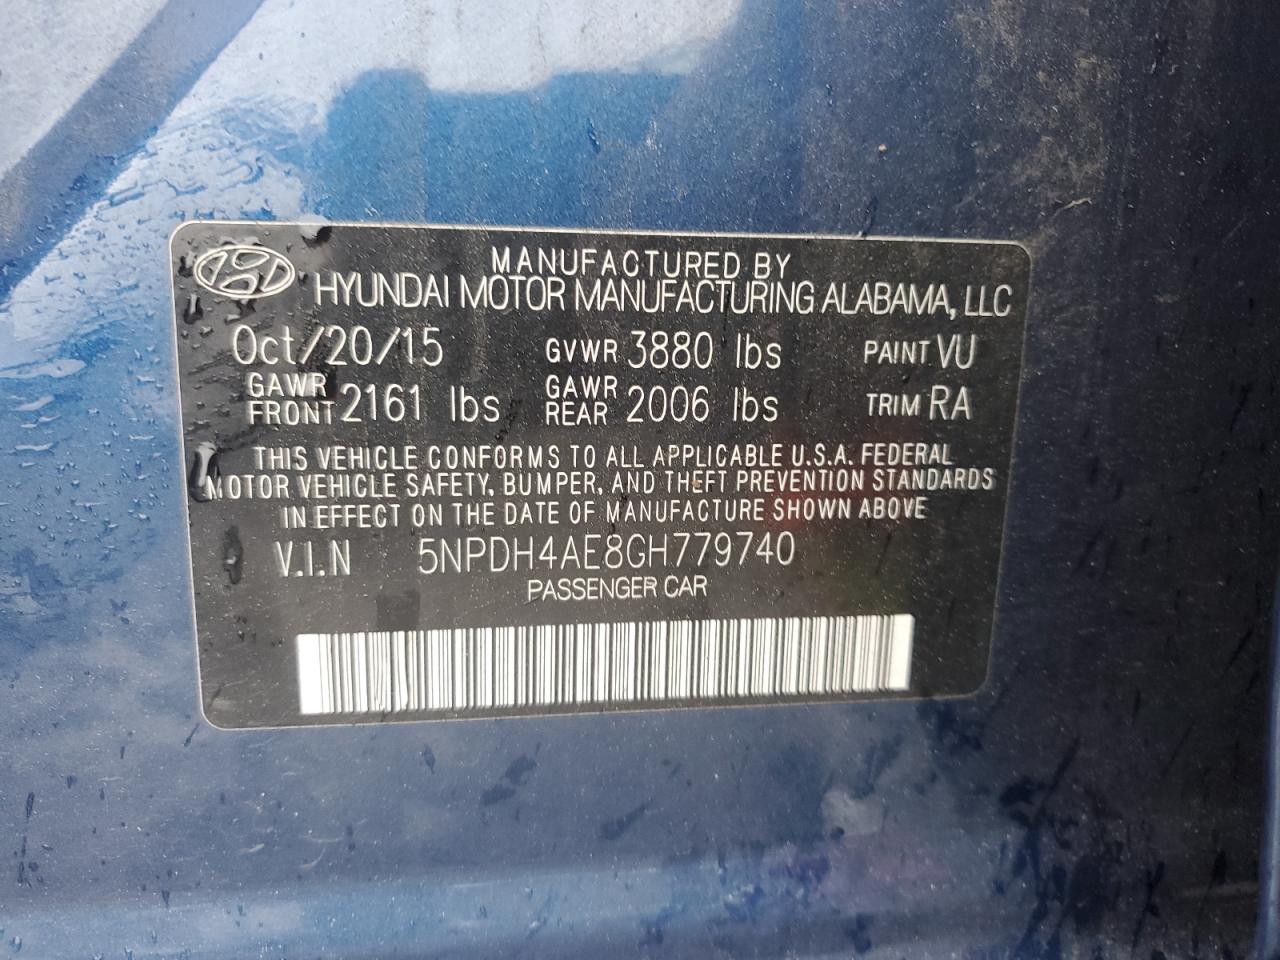 MANUFACTURED BY
HYUNDAI MOTOR MANUFACTURING ALABAMA, LLC
Oct/20/15 GVWR 3880 lbs PAINT VU
GAWR FRONT 2161 lbs GAWR REAR 2006 lbs TRIM RA
THIS VEHICLE CONFORMS TO ALL APPLICABLE U.S.A. FEDERAL
MOTOR VEHICLE SAFETY, BUMPER, AND THEFT PREVENTION STANDARDS
IN EFFECT ON THE DATE OF MANUFACTURE SHOWN ABOVE
V.I.N 5NPDH4AE8GH779740
PASSENGER CAR